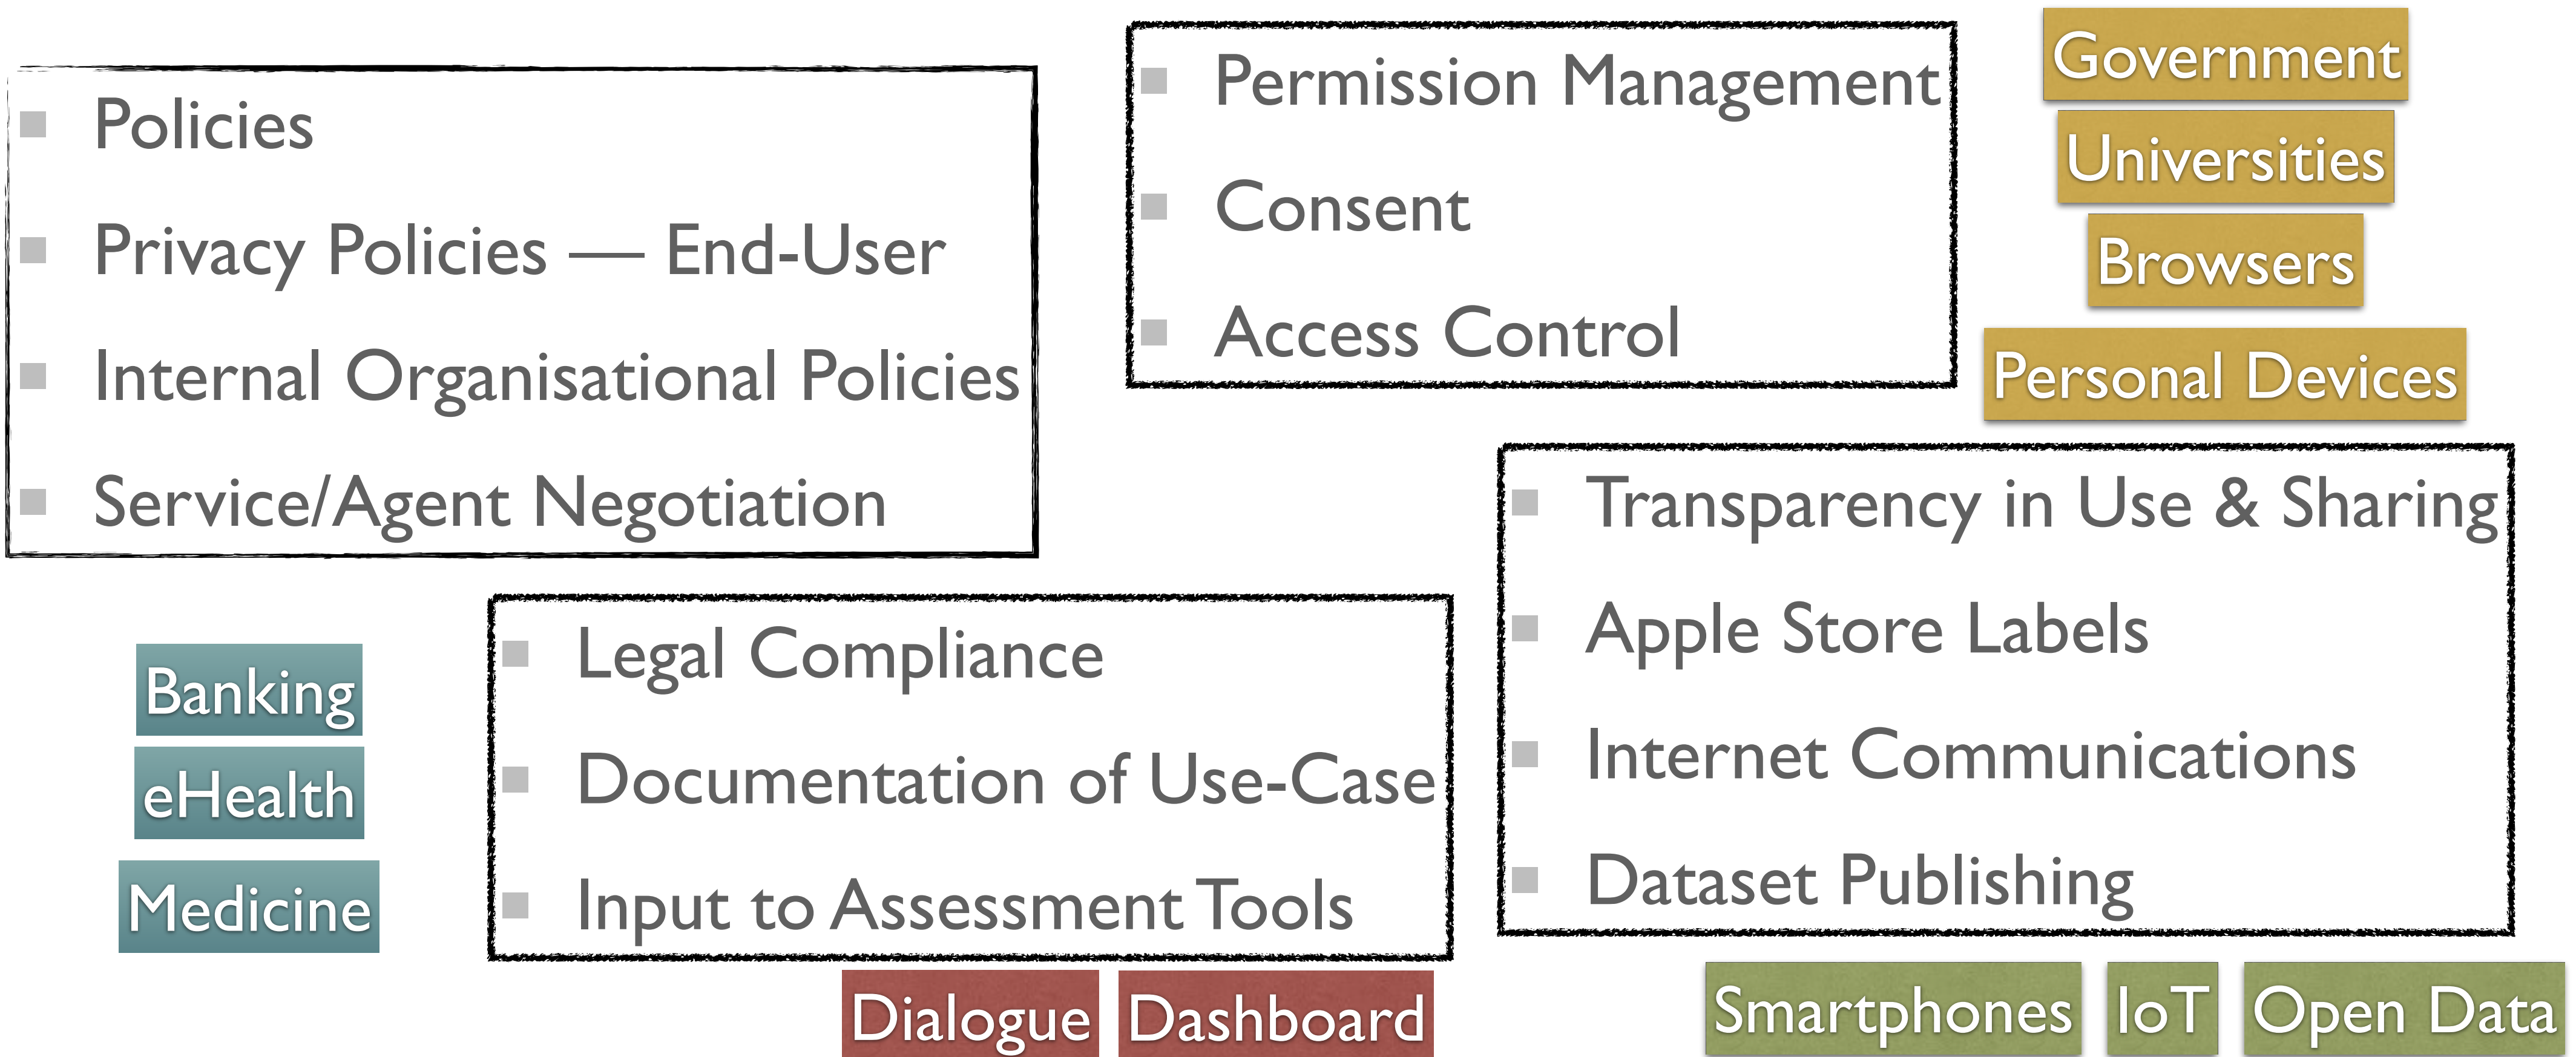 Policies
Privacy Policies — End-User
Internal Organisational Policies
Service/Agent Negotiation
Permission Management
Consent
Access Control
Government
Universities
Browsers
Personal Devices
Banking
eHealth
Medicine
Legal Compliance
Documentation of Use-Case
Input to Assessment Tools
Dialogue
Dashboard
Transparency in Use & Sharing
Apple Store Labels
Internet Communications
Dataset Publishing
Smartphones
IoT
Open Data